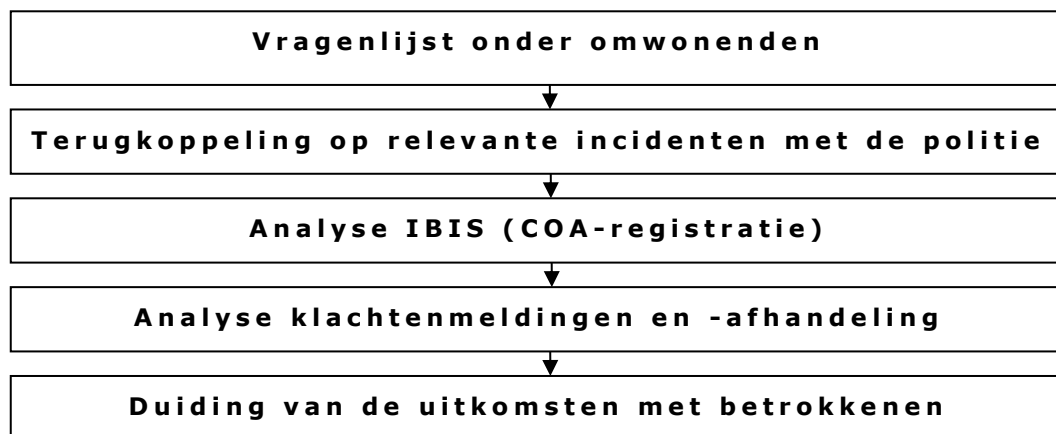 Vragenlijst onder omwonenden
Terugkoppeling op relevante incidenten met de politie
Analyse IBIS (COA-registratie)
Analyse klachtenmeldingen en -afhandeling
Duiding van de uitkomsten met betrokkenen